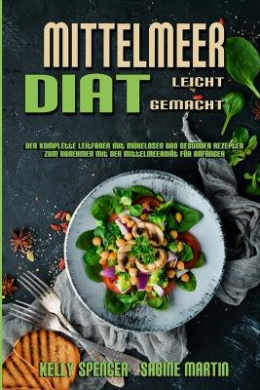 MITTELMEER
DIÄT LEICHT
GEMACHT
DER KOMPLETTE LEITFADEN MIT MÜHELOSEN UND GESUNDEN REZEPTEN
ZUM ABNEHMEN MIT DER MITTELMEERDIÄT FÜR ANFÄNGER
KELLY SPENCER SABINE MARTIN